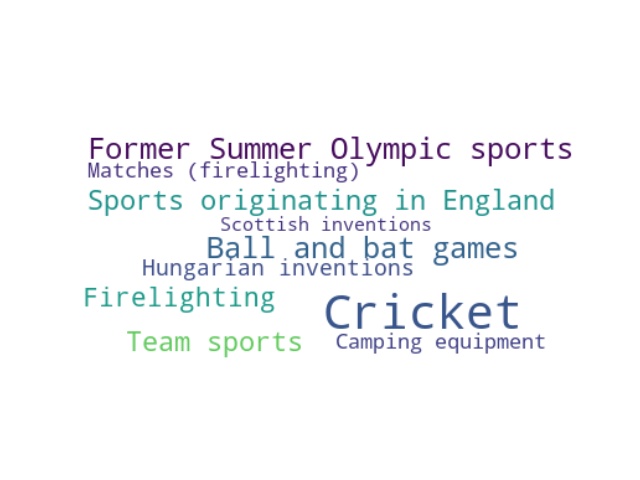 Former Summer Olympic sports
Matches (firelighting)
Sports originating in England
Scottish inventions
Ball and bat games
Hungarian inventions
Firelighting
Cricket
Team sports
Camping equipment